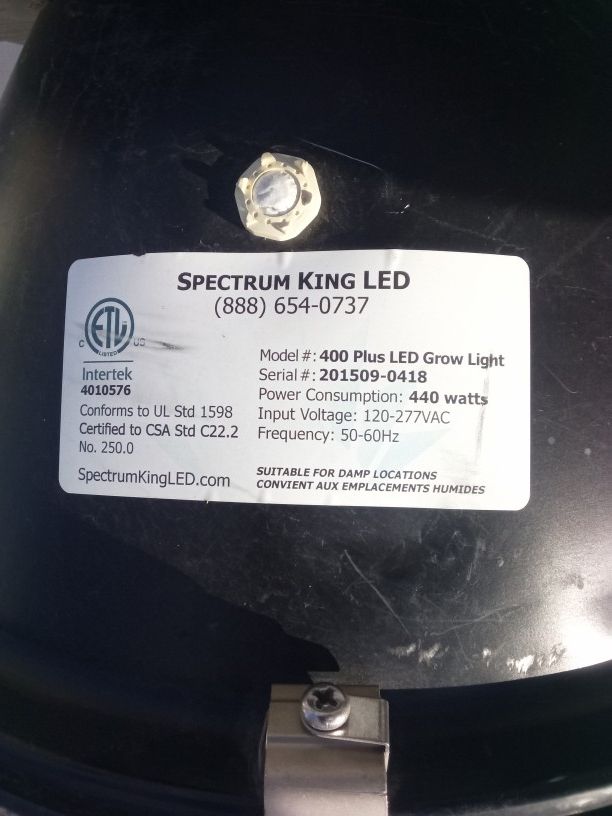 SPECTRUM KING LED
(888) 654-0737
ETL
C US
LISTED
Intertek
4010576
Conforms to UL Std 1598
Certified to CSA Std C22.2
No. 250.0
SpectrumKingLED.com
Model #: 400 Plus LED Grow Light
Serial #: 201509-0418
Power Consumption: 440 watts
Input Voltage: 120-277VAC
Frequency: 50-60Hz
SUITABLE FOR DAMP LOCATIONS
CONVIENT AUX EMPLACEMENTS HUMIDES